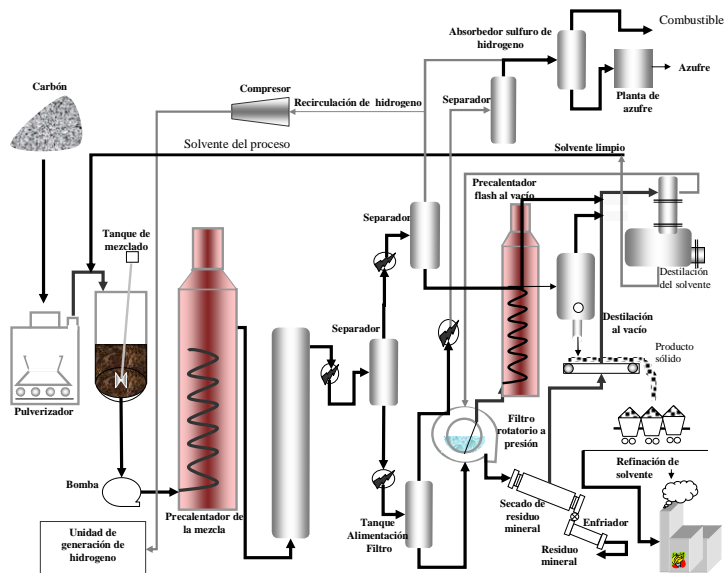 Combustible
Absorbedor sulfuro de
hidrogeno
Carbón
Azufre
Compresor
Planta de
azufre
Separador
Recirculación de hidrogeno
Solvente del proceso
Solvente limpio
Precalentador
flash al vacío
Separador
Tanque de
mezclado
Destilación
del solvente
Destilación
al vacío
Separador
Producto
sólido
Pulverizador
Filtro
rotatorio a
presión
Refinación de
solvente
Bomba
Secado de
residuo
mineral
Precalentador de
la mezcla
Tanque
Alimentación
Filtro
Enfriador
Unidad de
generación de
hidrogeno
Residuo
mineral